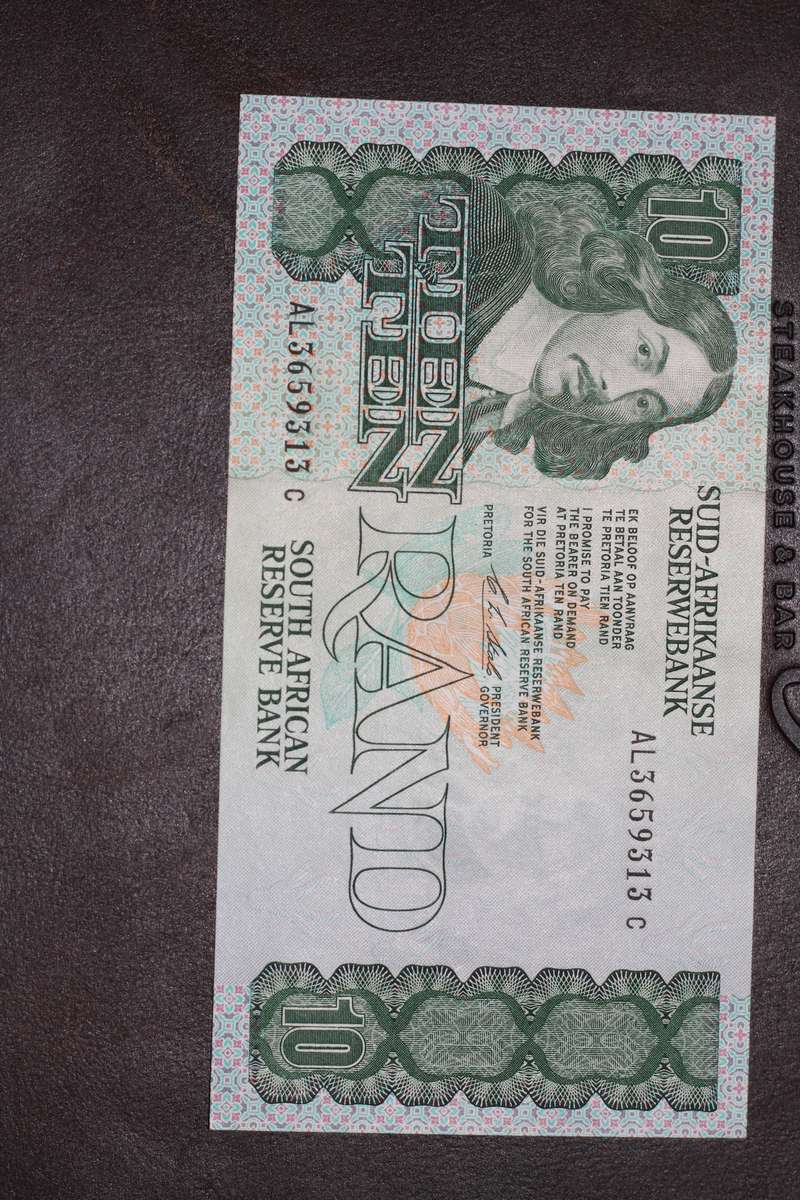 10
SUID-AFRIKAANSE
RESERWEBANK
AL3659313 C
EK BELOOF OP AANVRAAG
TE BETAAL AAN TOONDER
TE PRETORIA TIEN RAND
I PROMISE TO PAY
THE BEARER ON DEMAND
AT PRETORIA TEN RAND
VIR DIE SUID-AFRIKAANSE RESERWEBANK
FOR THE SOUTH AFRICAN RESERVE BANK
PRETORIA
PRESIDENT
GOVERNOR
TIEN
TEN
RAND
AL3659313 C
SOUTH AFRICAN
RESERVE BANK
10
STEAKHOUSE & BAR